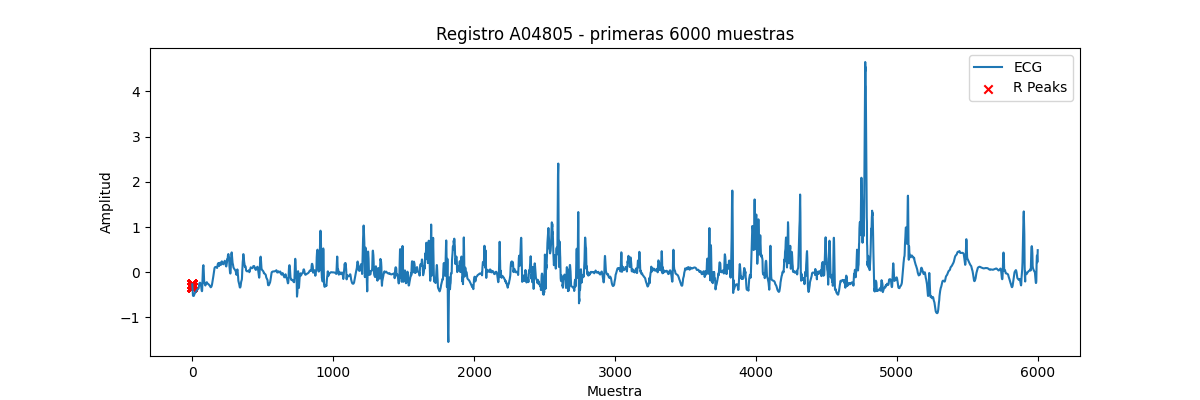 Registro A04805 - primeras 6000 muestras
ECG
R Peaks
Amplitud
4
3
2
1
0
−1
0 1000 2000 3000 4000 5000 6000
Muestra